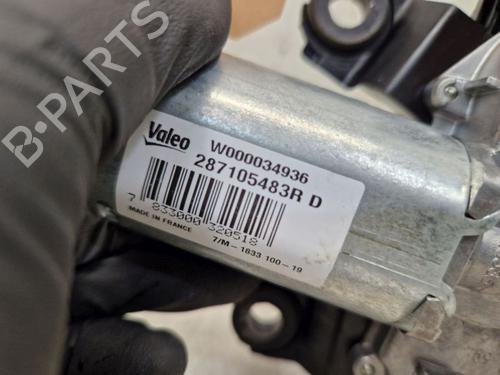 B-PARTS
Valeo
W000034936
287105483R D
7 833000 320518
MADE IN FRANCE
7/M - 1833 100 - 19